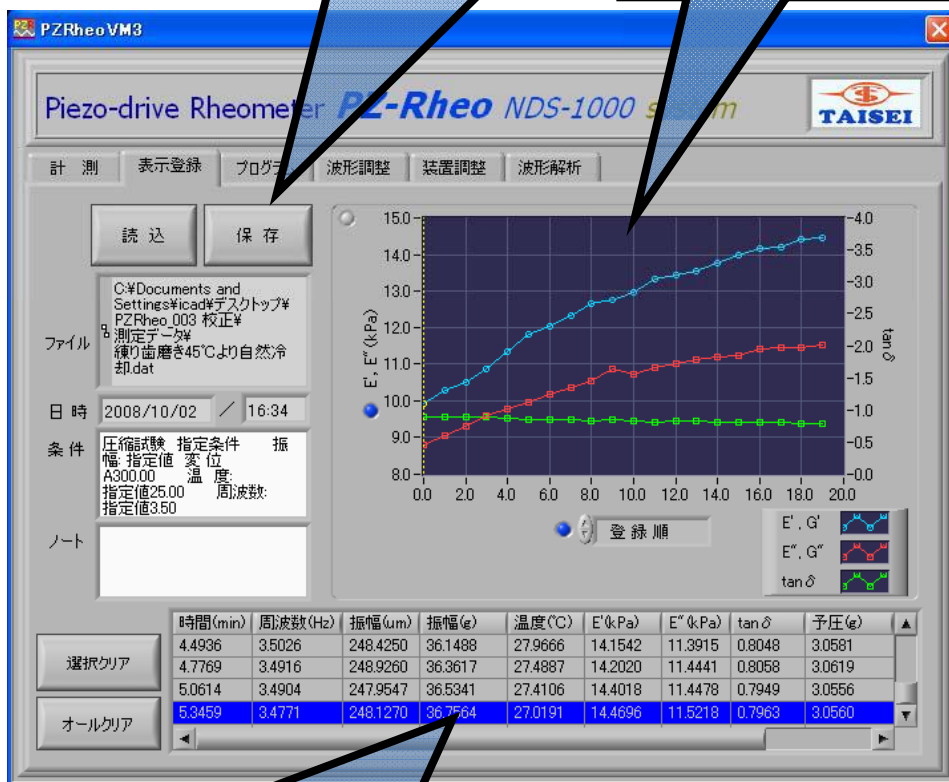 PZRheoVM3
Piezo-drive Rheometer PZ-Rheo NDS-1000
TAISEI
計 測 表示登録 プログラ 波形調整 装置調整 波形解析
読 込 保 存
ファイル
C:¥Documents and
Settings¥icad¥デスクトップ¥
PZRheo_003 校正¥
測定データ¥
練り歯磨き45℃より自然冷
却.dat
日 時 2008/10/02 / 16:34
条 件
圧縮試験 指定条件 振
幅: 指定値 変 位
A300.00 温 度:
指定値25.00 周波数:
指定値3.50
ノート
E', E″ (kPa)
15.0
14.0
13.0
12.0
11.0
10.0
9.0
8.0
4.0
3.5
3.0
2.5
2.0
1.5
1.0
0.5
0.0
tan δ
0.0 2.0 4.0 6.0 8.0 10.0 12.0 14.0 16.0 18.0 20.0
登 録 順
E', G'
E″, G″
tan δ
選択クリア
オールクリア
時間(min) 周波数(Hz) 振幅(um) 振幅(g) 温度(℃) E'(kPa) E″(kPa) tan δ 予圧(g)
4.4936 3.5026 248.4250 36.1488 27.9666 14.1542 11.3915 0.8048 3.0581
4.7769 3.4916 248.9260 36.3617 27.4887 14.2020 11.4441 0.8058 3.0619
5.0614 3.4904 247.9547 36.5341 27.4106 14.4018 11.4478 0.7949 3.0556
5.3459 3.4771 248.1270 36.7564 27.0191 14.4696 11.5218 0.7963 3.0560